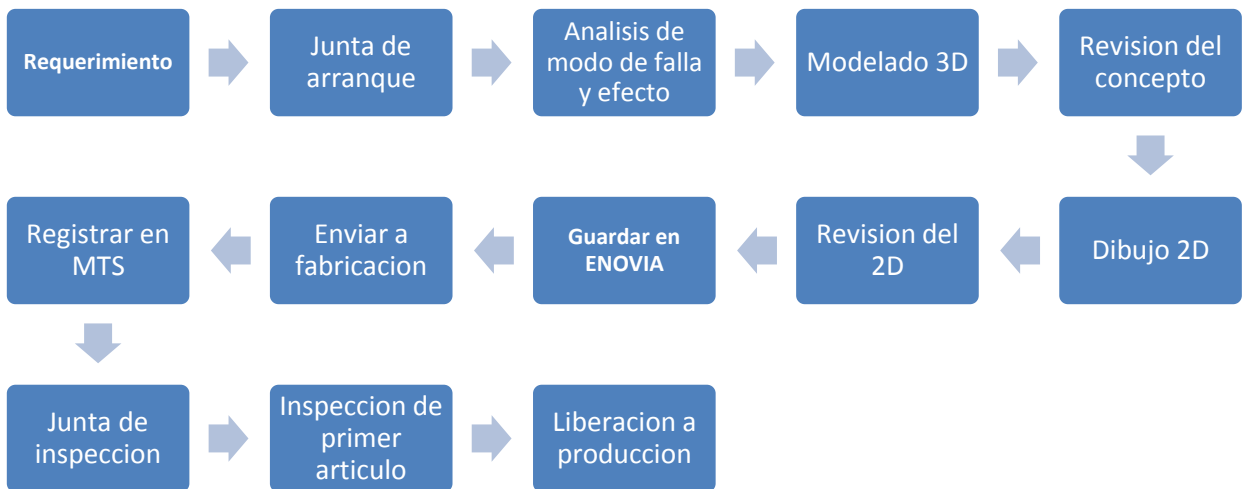 Requerimiento
Junta de
arranque
Analisis de
modo de falla
y efecto
Modelado 3D
Revision del
concepto
Dibujo 2D
Revision del
2D
Guardar en
ENOVIA
Enviar a
fabricacion
Registrar en
MTS
Junta de
inspeccion
Inspeccion de
primer
articulo
Liberacion a
produccion